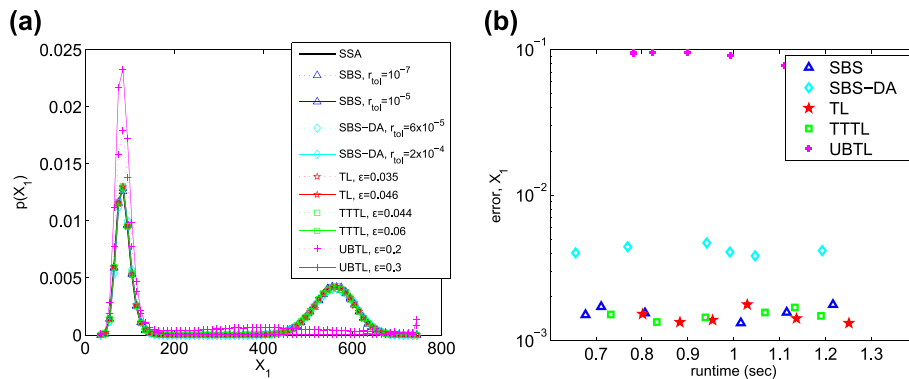 (a)
0.025
0.02
0.015
0.01
0.005
0
p(X₁)
0 200 400 600 800
X₁
SSA
SBS, r_tol=10⁻⁷
SBS, r_tol=10⁻⁵
SBS−DA, r_tol=6x10⁻⁵
SBS−DA, r_tol=2x10⁻⁴
TL, ε=0.035
TL, ε=0.046
TTTL, ε=0.044
TTTL, ε=0.06
UBTL, ε=0.2
UBTL, ε=0.3
(b)
10⁻¹
10⁻²
10⁻³
error, X₁
0.7 0.8 0.9 1 1.1 1.2 1.3
runtime (sec)
SBS
SBS−DA
TL
TTTL
UBTL